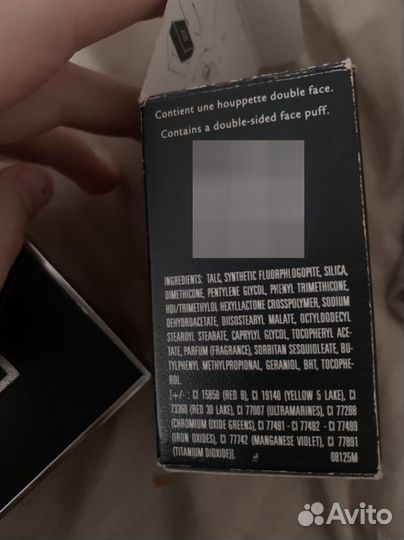 Contient une houppette double face.
Contains a double-sided face puff.
INGREDIENTS: TALC, SYNTHETIC FLUORPHLOGOPITE, SILICA,
DIMETHICONE, PENTYLENE GLYCOL, PHENYL TRIMETHICONE,
HDI/TRIMETHYLOL HEXYLLACTONE CROSSPOLYMER, SODIUM
DEHYDROACETATE, DIISOSTEARYL MALATE, OCTYLDODECYL
STEAROYL STEARATE, CAPRYLYL GLYCOL, TOCOPHERYL ACE-
TATE, PARFUM (FRAGRANCE), SORBITAN SESQUIOLEATE, BU-
TYLPHENYL METHYLPROPIONAL, GERANIOL, BHT, TOCOPHE-
ROL.
[+/- : CI 15850 (RED 6), CI 19140 (YELLOW 5 LAKE), CI
73360 (RED 30 LAKE), CI 77007 (ULTRAMARINES), CI 77288
(CHROMIUM OXIDE GREENS), CI 77491 - CI 77492 - CI 77499
(IRON OXIDES), CI 77742 (MANGANESE VIOLET), CI 77891
(TITANIUM DIOXIDE)].
08125M
Avito